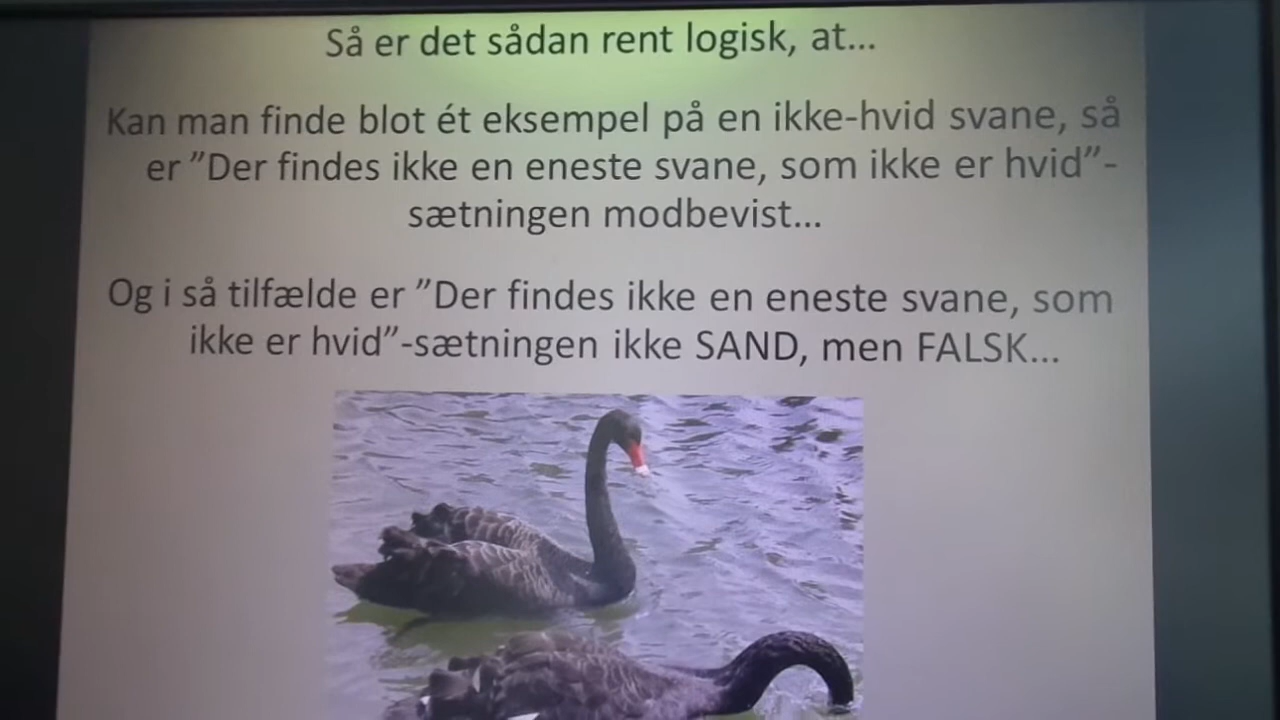 Så er det sådan rent logisk, at...
Kan man finde blot ét eksempel på en ikke-hvid svane, så
er ”Der findes ikke en eneste svane, som ikke er hvid”-
sætningen modbevist...
Og i så tilfælde er ”Der findes ikke en eneste svane, som
ikke er hvid”-sætningen ikke SAND, men FALSK...